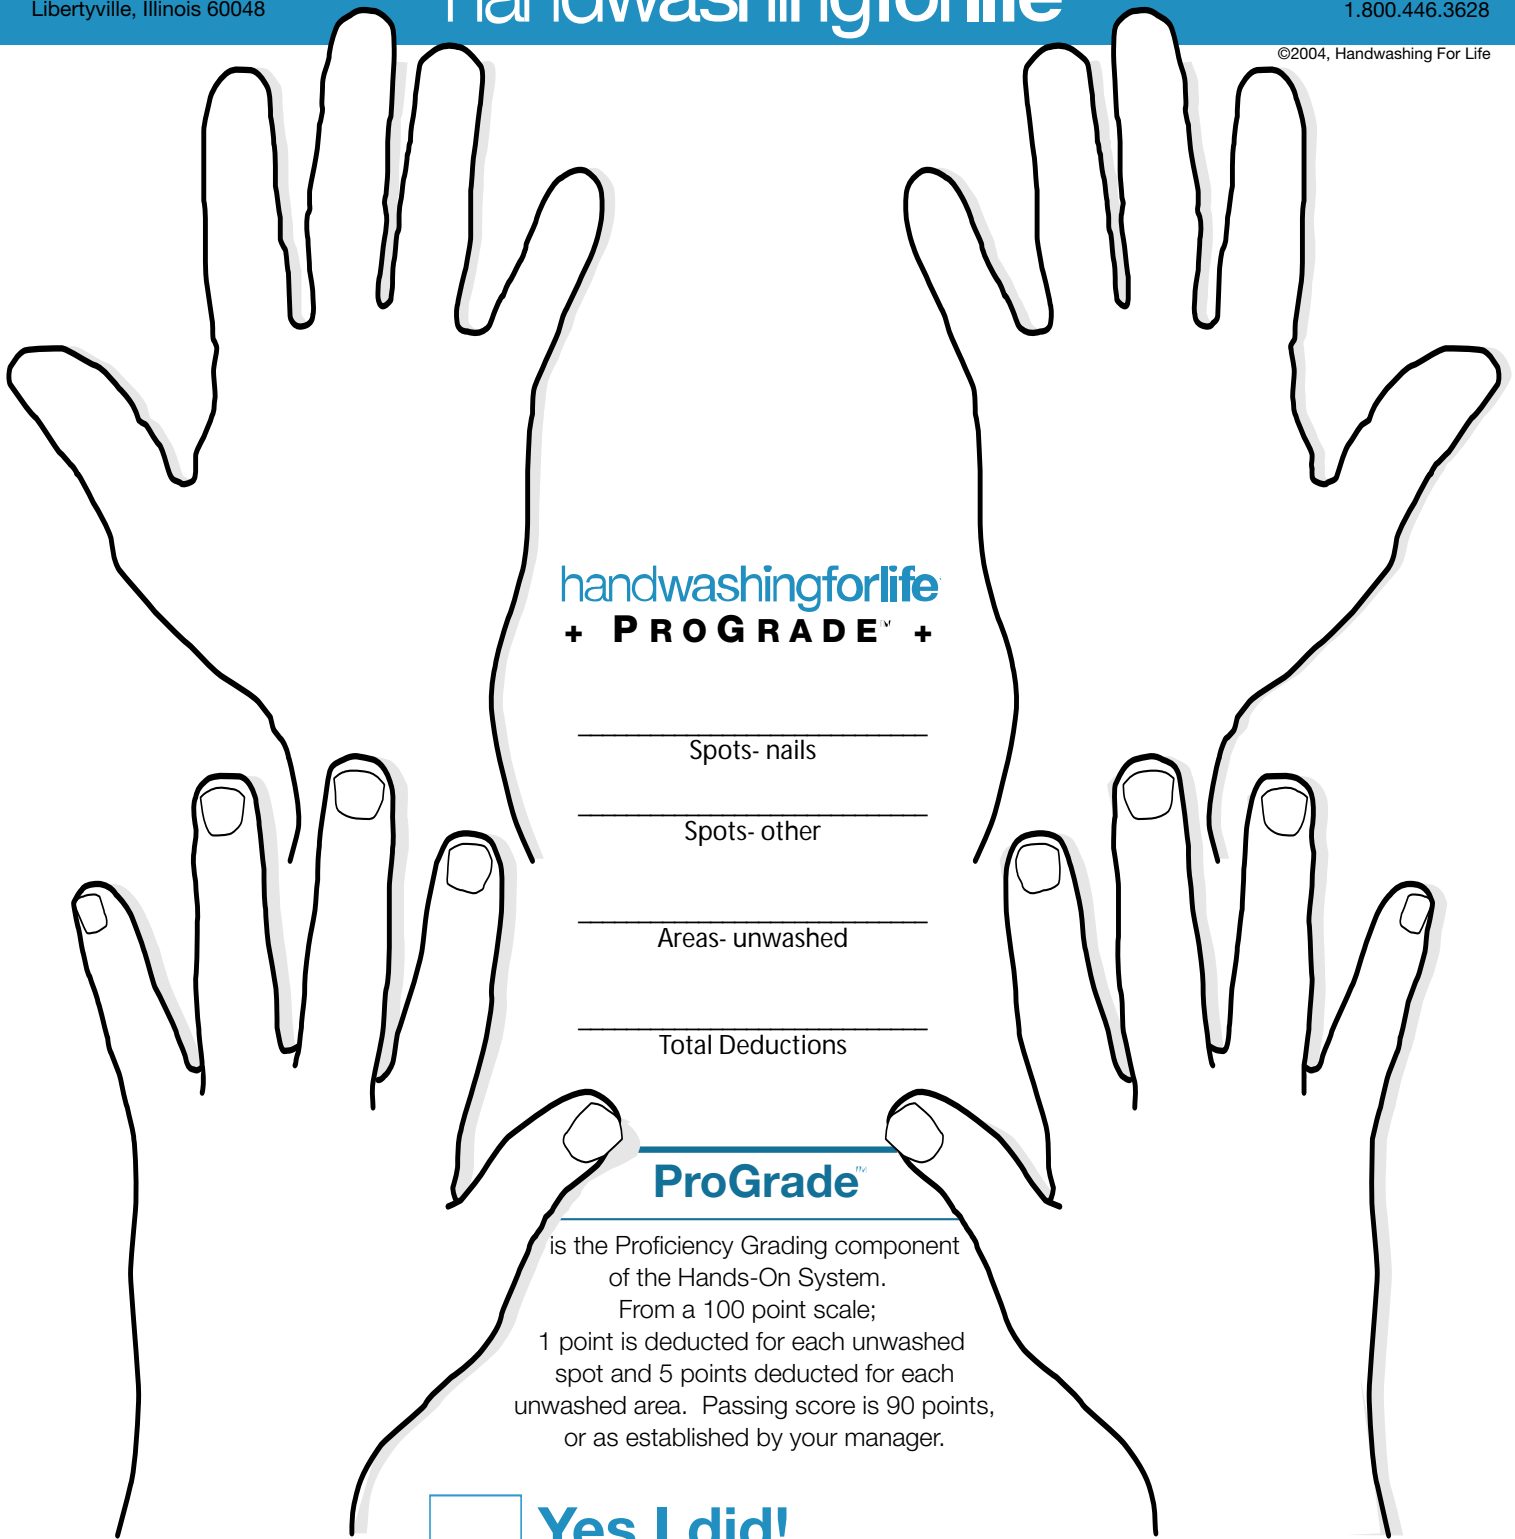 Libertyville, Illinois 60048
handwashingforlife
1.800.446.3628
©2004, Handwashing For Life
handwashingforlife
+ PROGRADE™ +
Spots- nails
Spots- other
Areas- unwashed
Total Deductions
ProGrade™
is the Proficiency Grading component
of the Hands-On System.
From a 100 point scale;
1 point is deducted for each unwashed
spot and 5 points deducted for each
unwashed area. Passing score is 90 points,
or as established by your manager.
Yes I did!